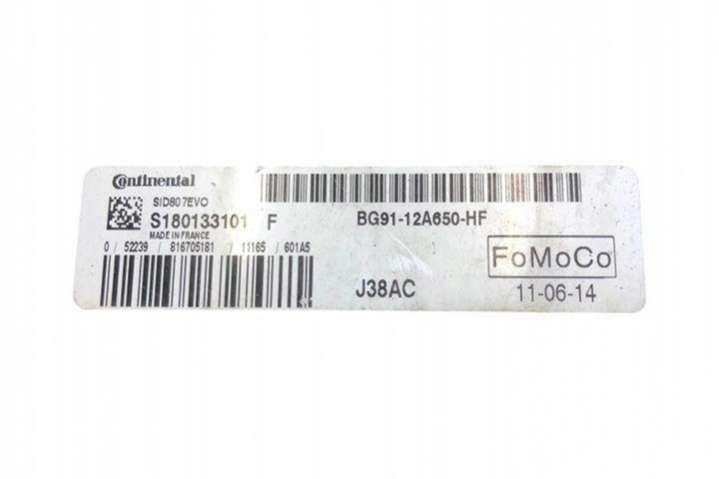 Continental
SID807EVO
S180133101 F
MADE IN FRANCE
0 / 52239 / 816705181 / 11165 / 601A5
BG91-12A650-HF
FoMoCo
J38AC
11-06-14